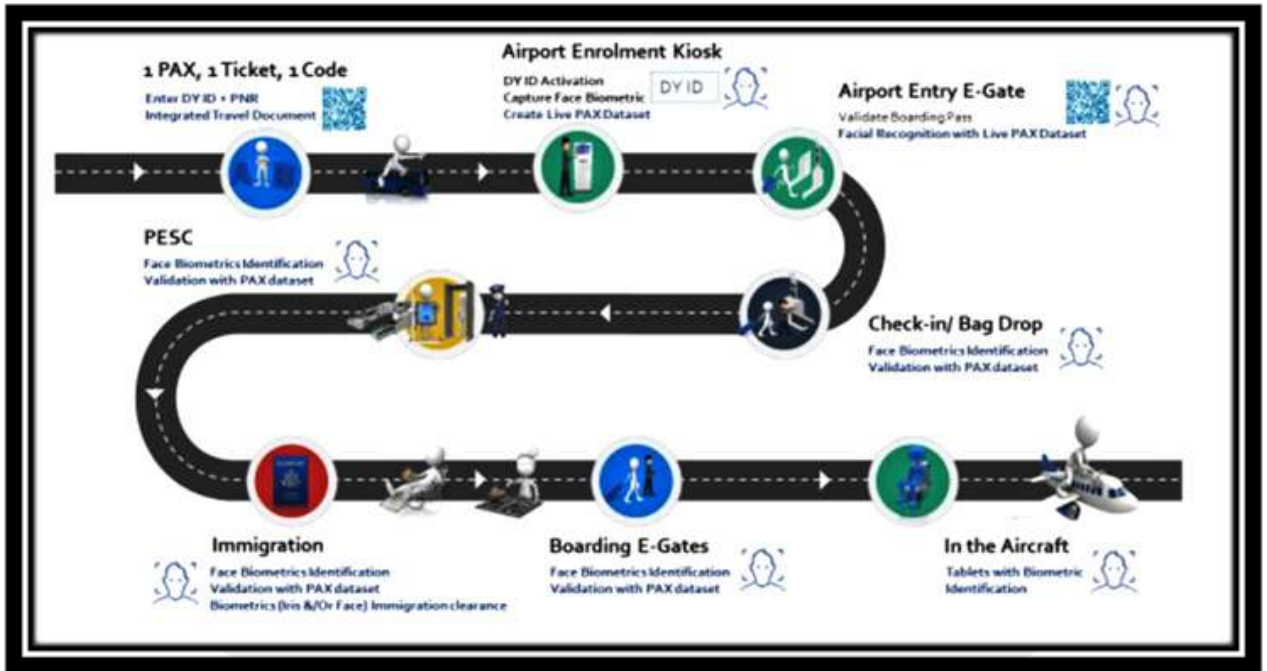 1 PAX, 1 Ticket, 1 Code
Enter DY ID + PNR
Integrated Travel Document
Airport Enrolment Kiosk
DY ID Activation
Capture Face Biometric
Create Live PAX Dataset
DY ID
Airport Entry E-Gate
Validate Boarding Pass
Facial Recognition with Live PAX Dataset
PESC
Face Biometrics Identification
Validation with PAX dataset
Check-in/ Bag Drop
Face Biometrics Identification
Validation with PAX dataset
Immigration
Face Biometrics Identification
Validation with PAX dataset
Biometrics (Iris &/Or Face) Immigration clearance
Boarding E-Gates
Face Biometrics Identification
Validation with PAX dataset
In the Aircraft
Tablets with Biometric
Identification